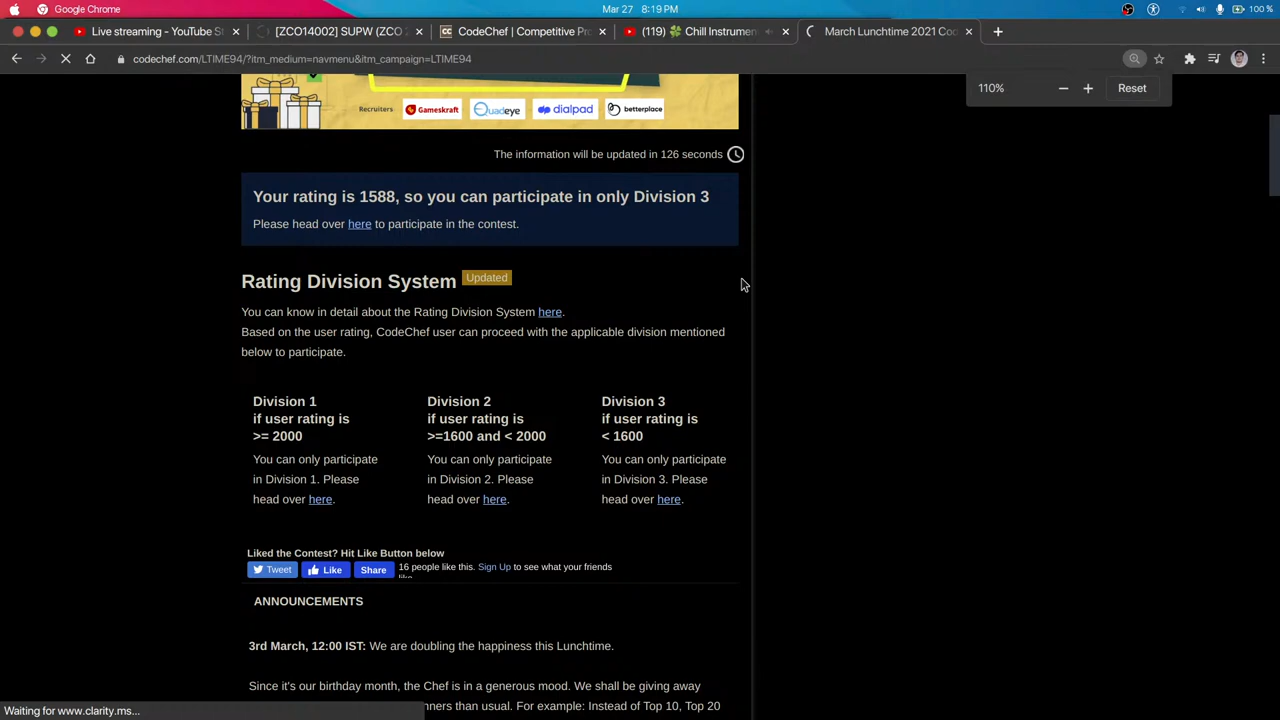 Google Chrome
Mar 27 8:19 PM
100 %
Live streaming - YouTube S
[ZCO14002] SUPW (ZCO 2
CodeChef | Competitive Pro
(119) 🍀 Chill Instrumen
March Lunchtime 2021 Cod
codechef.com/LTIME94/?itm_medium=navmenu&itm_campaign=LTIME94
110%
Reset
Recruiters
Gameskraft
Quadeye
dialpad
betterplace
The information will be updated in 126 seconds
Your rating is 1588, so you can participate in only Division 3
Please head over here to participate in the contest.
Rating Division System Updated
You can know in detail about the Rating Division System here.
Based on the user rating, CodeChef user can proceed with the applicable division mentioned
below to participate.
Division 1
if user rating is
>= 2000
You can only participate
in Division 1. Please
head over here.
Division 2
if user rating is
>=1600 and < 2000
You can only participate
in Division 2. Please
head over here.
Division 3
if user rating is
< 1600
You can only participate
in Division 3. Please
head over here.
Liked the Contest? Hit Like Button below
Tweet
Like
Share
16 people like this. Sign Up to see what your friends
like.
ANNOUNCEMENTS
3rd March, 12:00 IST: We are doubling the happiness this Lunchtime.
Since it's our birthday month, the Chef is in a generous mood. We shall be giving away
nners than usual. For example: Instead of Top 10, Top 20
Waiting for www.clarity.ms...